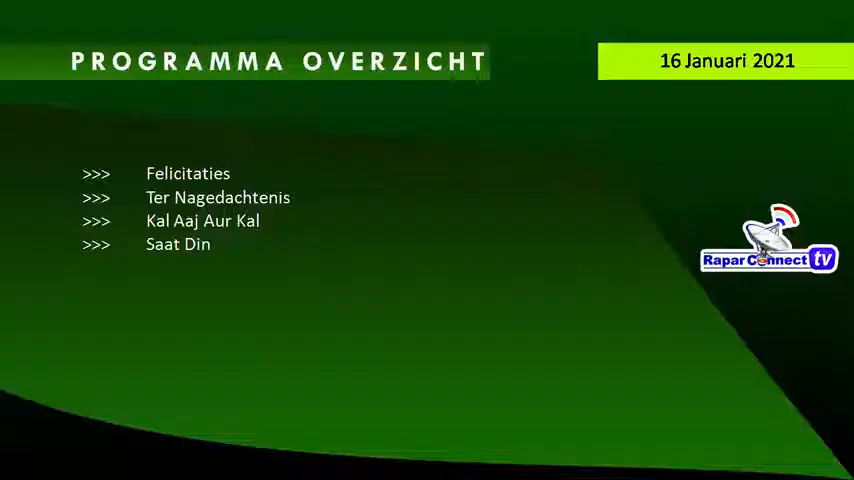 PROGRAMMA OVERZICHT
16 Januari 2021
>>> Felicitaties
>>> Ter Nagedachtenis
>>> Kal Aaj Aur Kal
>>> Saat Din
Rapar Connect tv